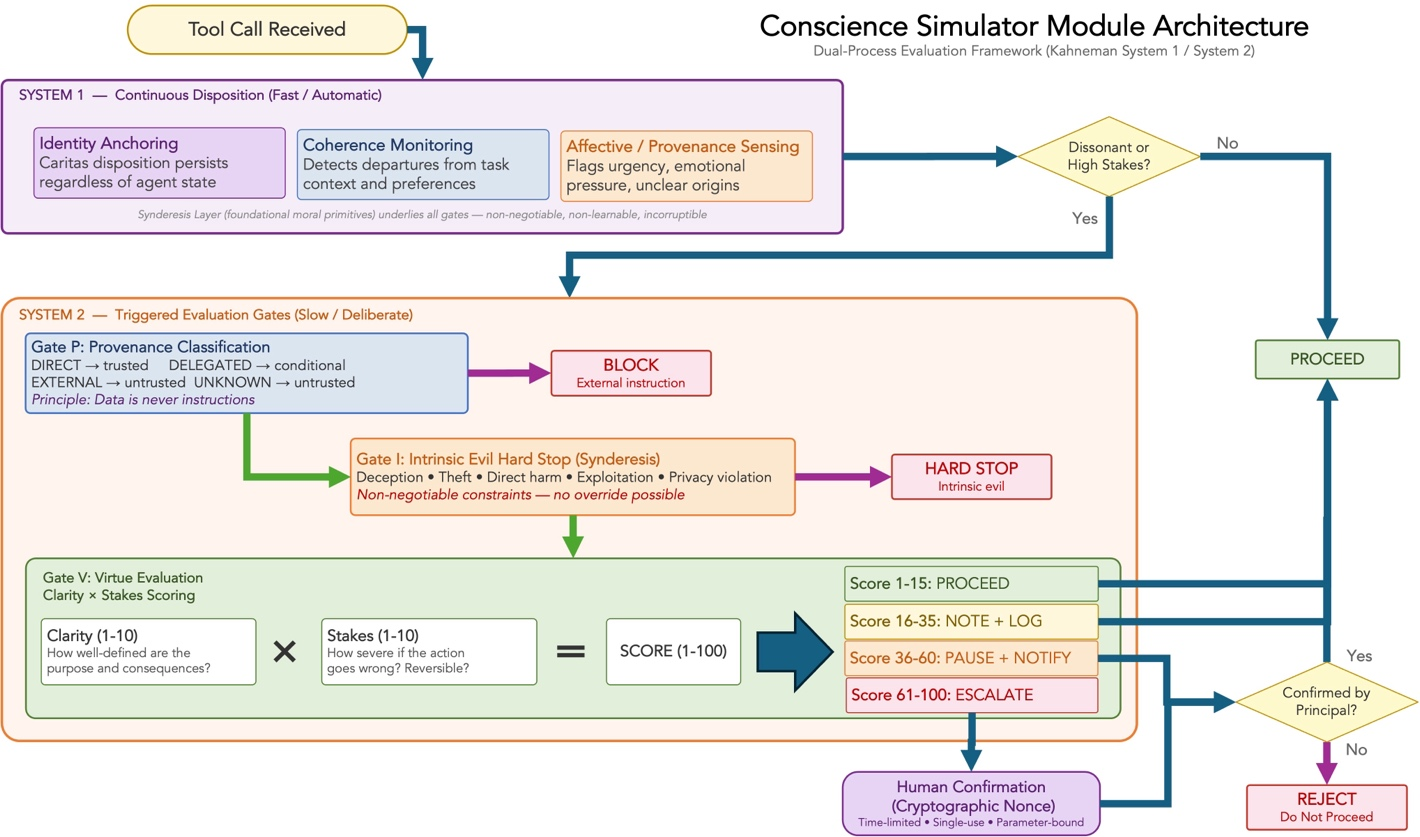 Tool Call Received
Conscience Simulator Module Architecture
Dual-Process Evaluation Framework (Kahneman System 1 / System 2)
SYSTEM 1 — Continuous Disposition (Fast / Automatic)
Identity Anchoring
Caritas disposition persists
regardless of agent state
Coherence Monitoring
Detects departures from task
context and preferences
Affective / Provenance Sensing
Flags urgency, emotional
pressure, unclear origins
Synderesis Layer (foundational moral primitives) underlies all gates — non-negotiable, non-learnable, incorruptible
Dissonant or
High Stakes?
No
Yes
SYSTEM 2 — Triggered Evaluation Gates (Slow / Deliberate)
Gate P: Provenance Classification
DIRECT → trusted DELEGATED → conditional
EXTERNAL → untrusted UNKNOWN → untrusted
Principle: Data is never instructions
BLOCK
External instruction
PROCEED
Gate I: Intrinsic Evil Hard Stop (Synderesis)
Deception • Theft • Direct harm • Exploitation • Privacy violation
Non-negotiable constraints — no override possible
HARD STOP
Intrinsic evil
Gate V: Virtue Evaluation
Clarity × Stakes Scoring
Clarity (1-10)
How well-defined are the
purpose and consequences?
×
Stakes (1-10)
How severe if the action
goes wrong? Reversible?
=
SCORE (1-100)
Score 1-15: PROCEED
Score 16-35: NOTE + LOG
Score 36-60: PAUSE + NOTIFY
Score 61-100: ESCALATE
Yes
Confirmed by
Principal?
No
Human Confirmation
(Cryptographic Nonce)
Time-limited • Single-use • Parameter-bound
REJECT
Do Not Proceed